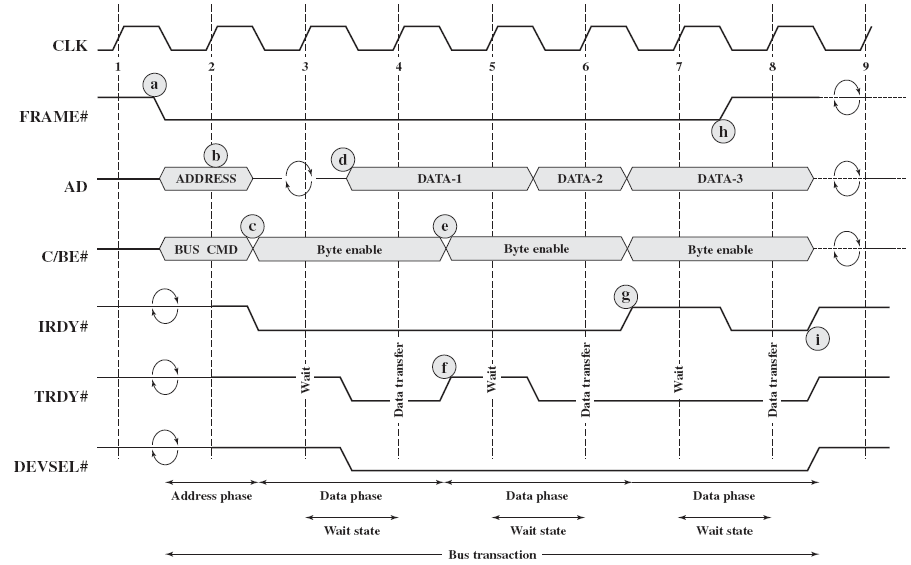 CLK
1 2 3 4 5 6 7 8 9
a
FRAME#
h
b
d
AD
ADDRESS
DATA-1
DATA-2
DATA-3
c
e
C/BE#
BUS CMD
Byte enable
Byte enable
Byte enable
g
IRDY#
i
f
TRDY#
Wait
Data transfer
Wait
Data transfer
Wait
Data transfer
DEVSEL#
Address phase
Data phase
Data phase
Data phase
Wait state
Wait state
Wait state
Bus transaction